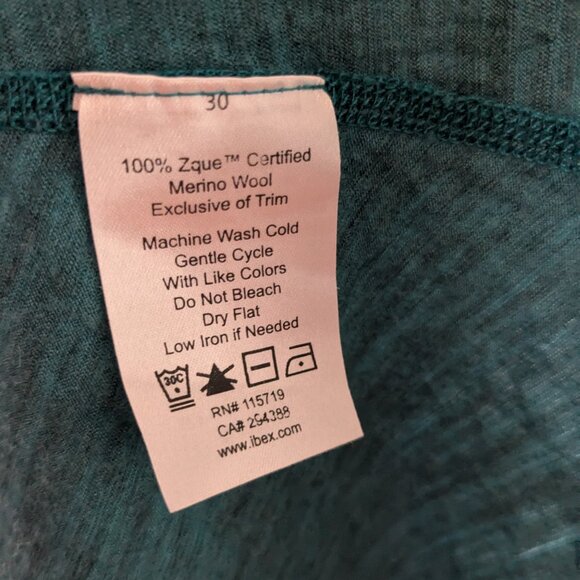 30
100% Zque™ Certified
Merino Wool
Exclusive of Trim
Machine Wash Cold
Gentle Cycle
With Like Colors
Do Not Bleach
Dry Flat
Low Iron if Needed
30C
RN# 115719
CA# 294388
www.ibex.com